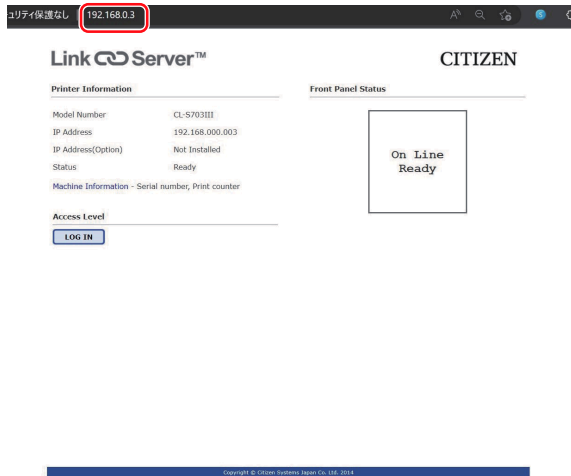 ュリティ保護なし 192.168.0.3
Link Server™
CITIZEN
Printer Information
Model Number CL-S703III
IP Address 192.168.000.003
IP Address(Option) Not Installed
Status Ready
Machine Information - Serial number, Print counter
Access Level
LOG IN
Front Panel Status
On Line
Ready
Copyright © Citizen Systems Japan Co. Ltd. 2014